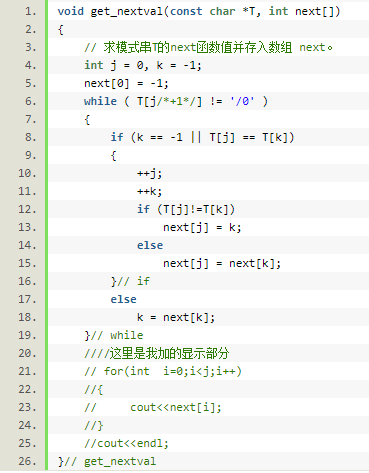 1. void get_nextval(const char *T, int next[])
2. {
3. // 求模式串T的next函数值并存入数组 next。
4. int j = 0, k = -1;
5. next[0] = -1;
6. while ( T[j/*+1*/] != '/0' )
7. {
8. if (k == -1 || T[j] == T[k])
9. {
10. ++j;
11. ++k;
12. if (T[j]!=T[k])
13. next[j] = k;
14. else
15. next[j] = next[k];
16. }// if
17. else
18. k = next[k];
19. }// while
20. ////这里是我加的显示部分
21. // for(int  i=0;i<j;i++)
22. //{
23. //     cout<<next[i];
24. //}
25. //cout<<endl;
26. }// get_nextval